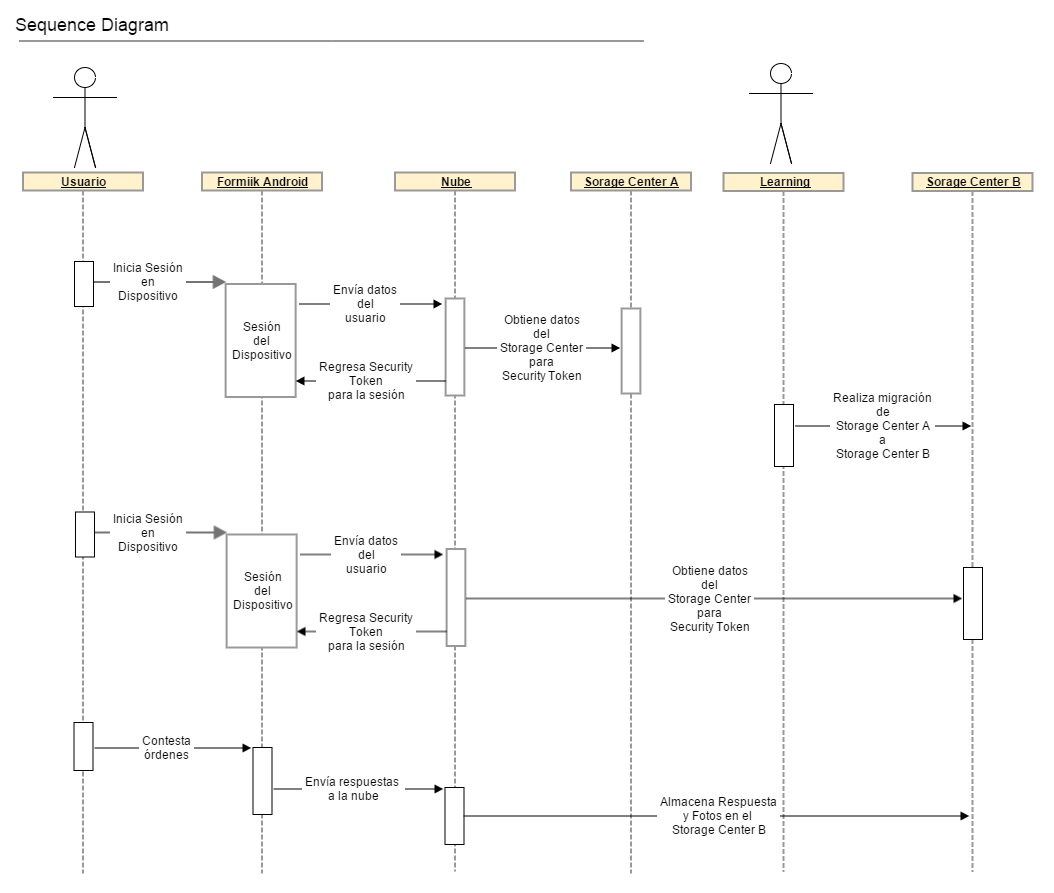 Sequence Diagram
Usuario
Formiik Android
Nube
Sorage Center A
Learning
Sorage Center B
Inicia Sesión
en
Dispositivo
Sesión
del
Dispositivo
Envía datos
del
usuario
Obtiene datos
del
Storage Center
para
Security Token
Regresa Security
Token
para la sesión
Realiza migración
de
Storage Center A
a
Storage Center B
Inicia Sesión
en
Dispositivo
Sesión
del
Dispositivo
Envía datos
del
usuario
Obtiene datos
del
Storage Center
para
Security Token
Regresa Security
Token
para la sesión
Contesta
órdenes
Envía respuestas
a la nube
Almacena Respuesta
y Fotos en el
Storage Center B